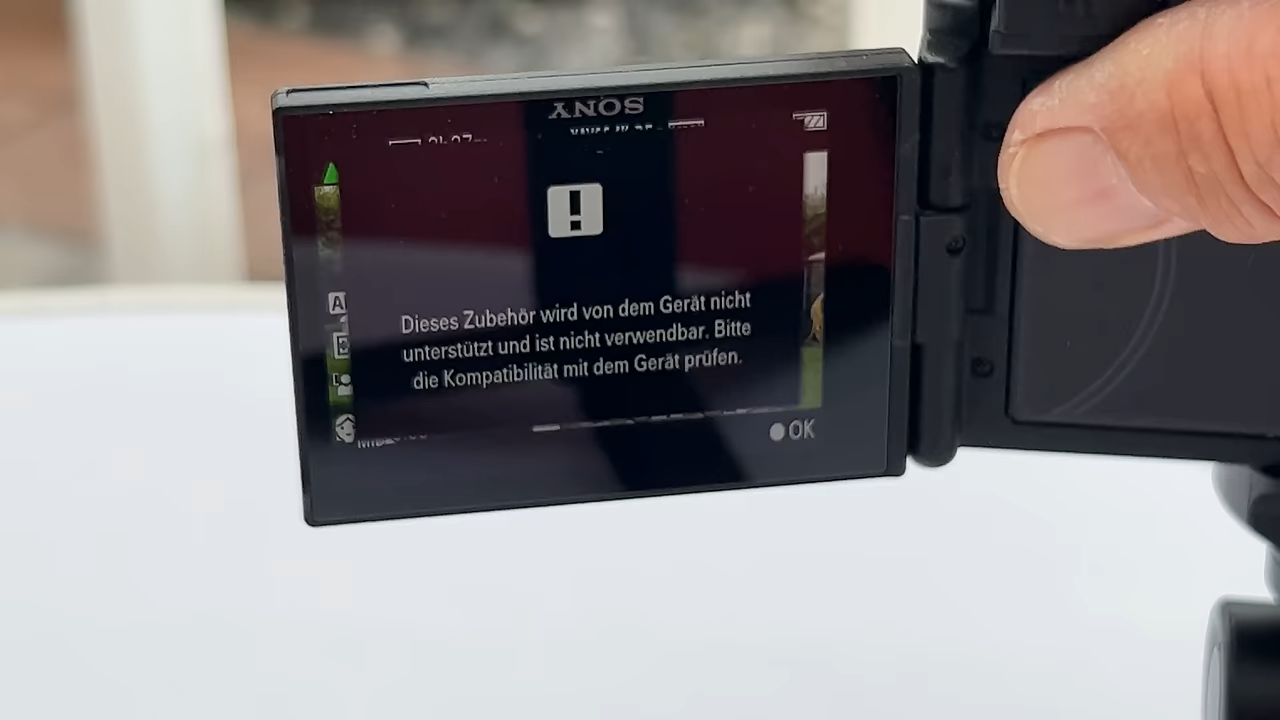 SONY
Dieses Zubehör wird von dem Gerät nicht
unterstützt und ist nicht verwendbar. Bitte
die Kompatibilität mit dem Gerät prüfen.
OK